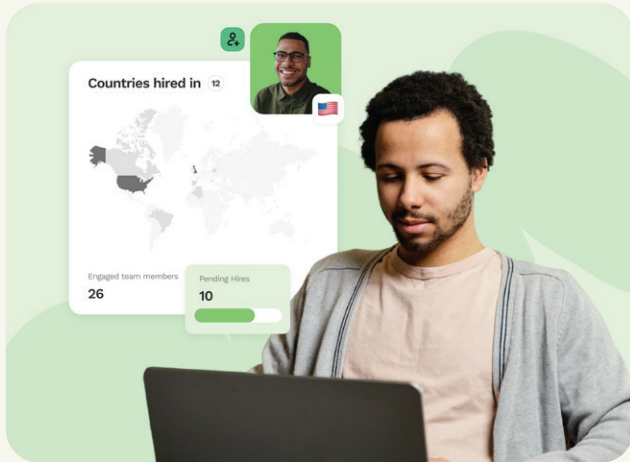 Countries hired in 12
Engaged team members
26
Pending Hires
10